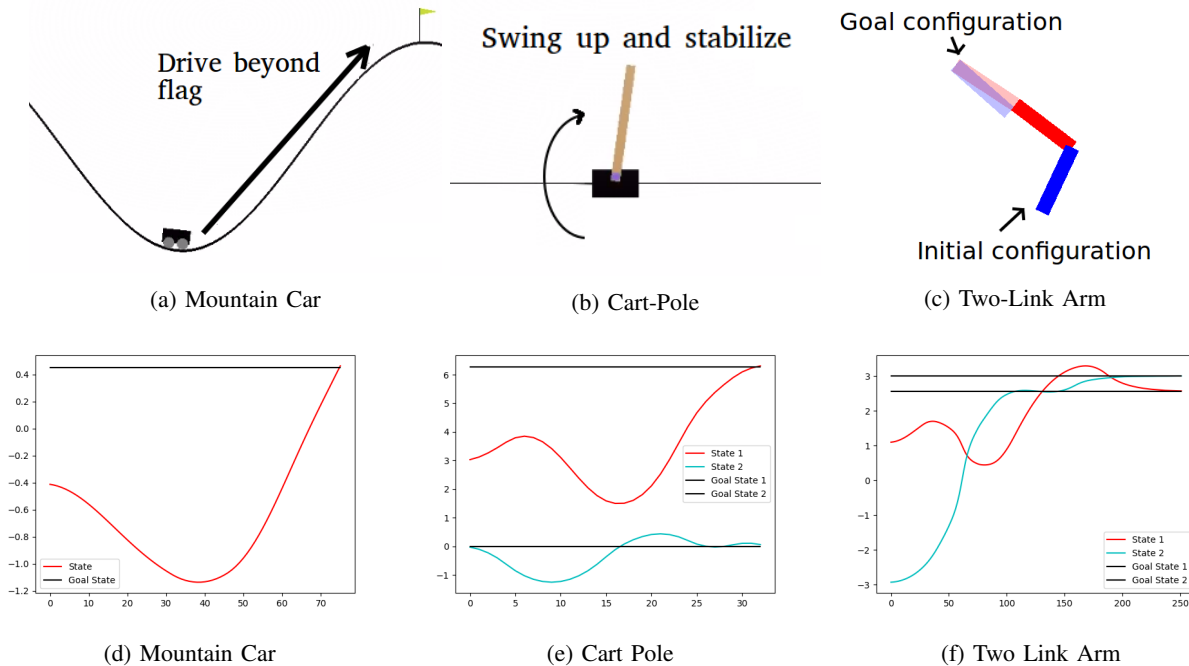 Drive beyond
flag
Swing up and stabilize
Goal configuration
Initial configuration
(a) Mountain Car
(b) Cart-Pole
(c) Two-Link Arm
0.4
0.2
0.0
−0.2
−0.4
−0.6
−0.8
−1.0
−1.2
State
Goal State
0 10 20 30 40 50 60 70
6
5
4
3
2
1
0
−1
State 1
State 2
Goal State 1
Goal State 2
0 5 10 15 20 25 30
3
2
1
0
−1
−2
−3
State 1
State 2
Goal State 1
Goal State 2
0 50 100 150 200 250
(d) Mountain Car
(e) Cart Pole
(f) Two Link Arm